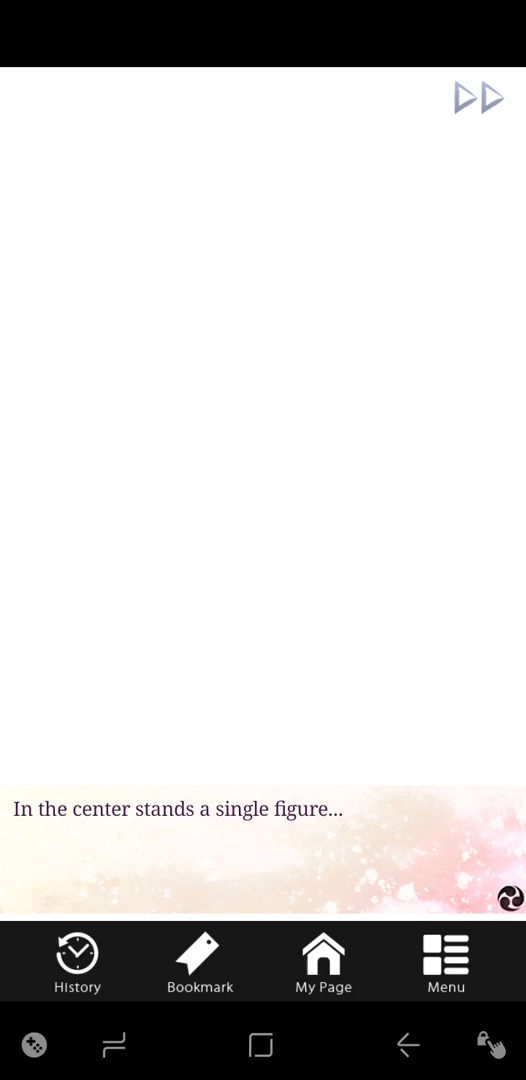 In the center stands a single figure...
History
Bookmark
My Page
Menu